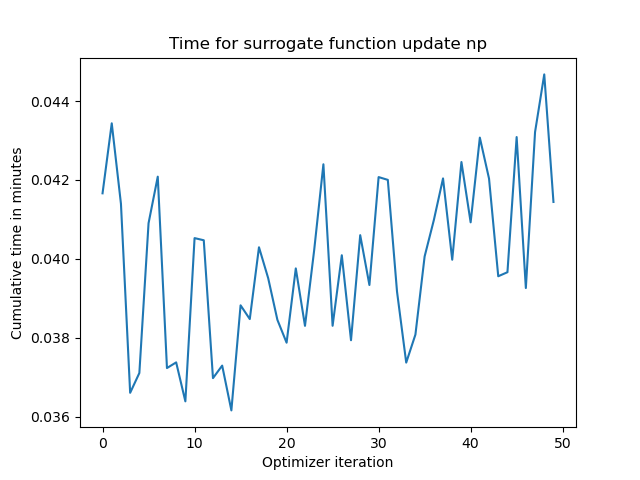 Time for surrogate function update np
Cumulative time in minutes
0.044
0.042
0.040
0.038
0.036
0 10 20 30 40 50
Optimizer iteration